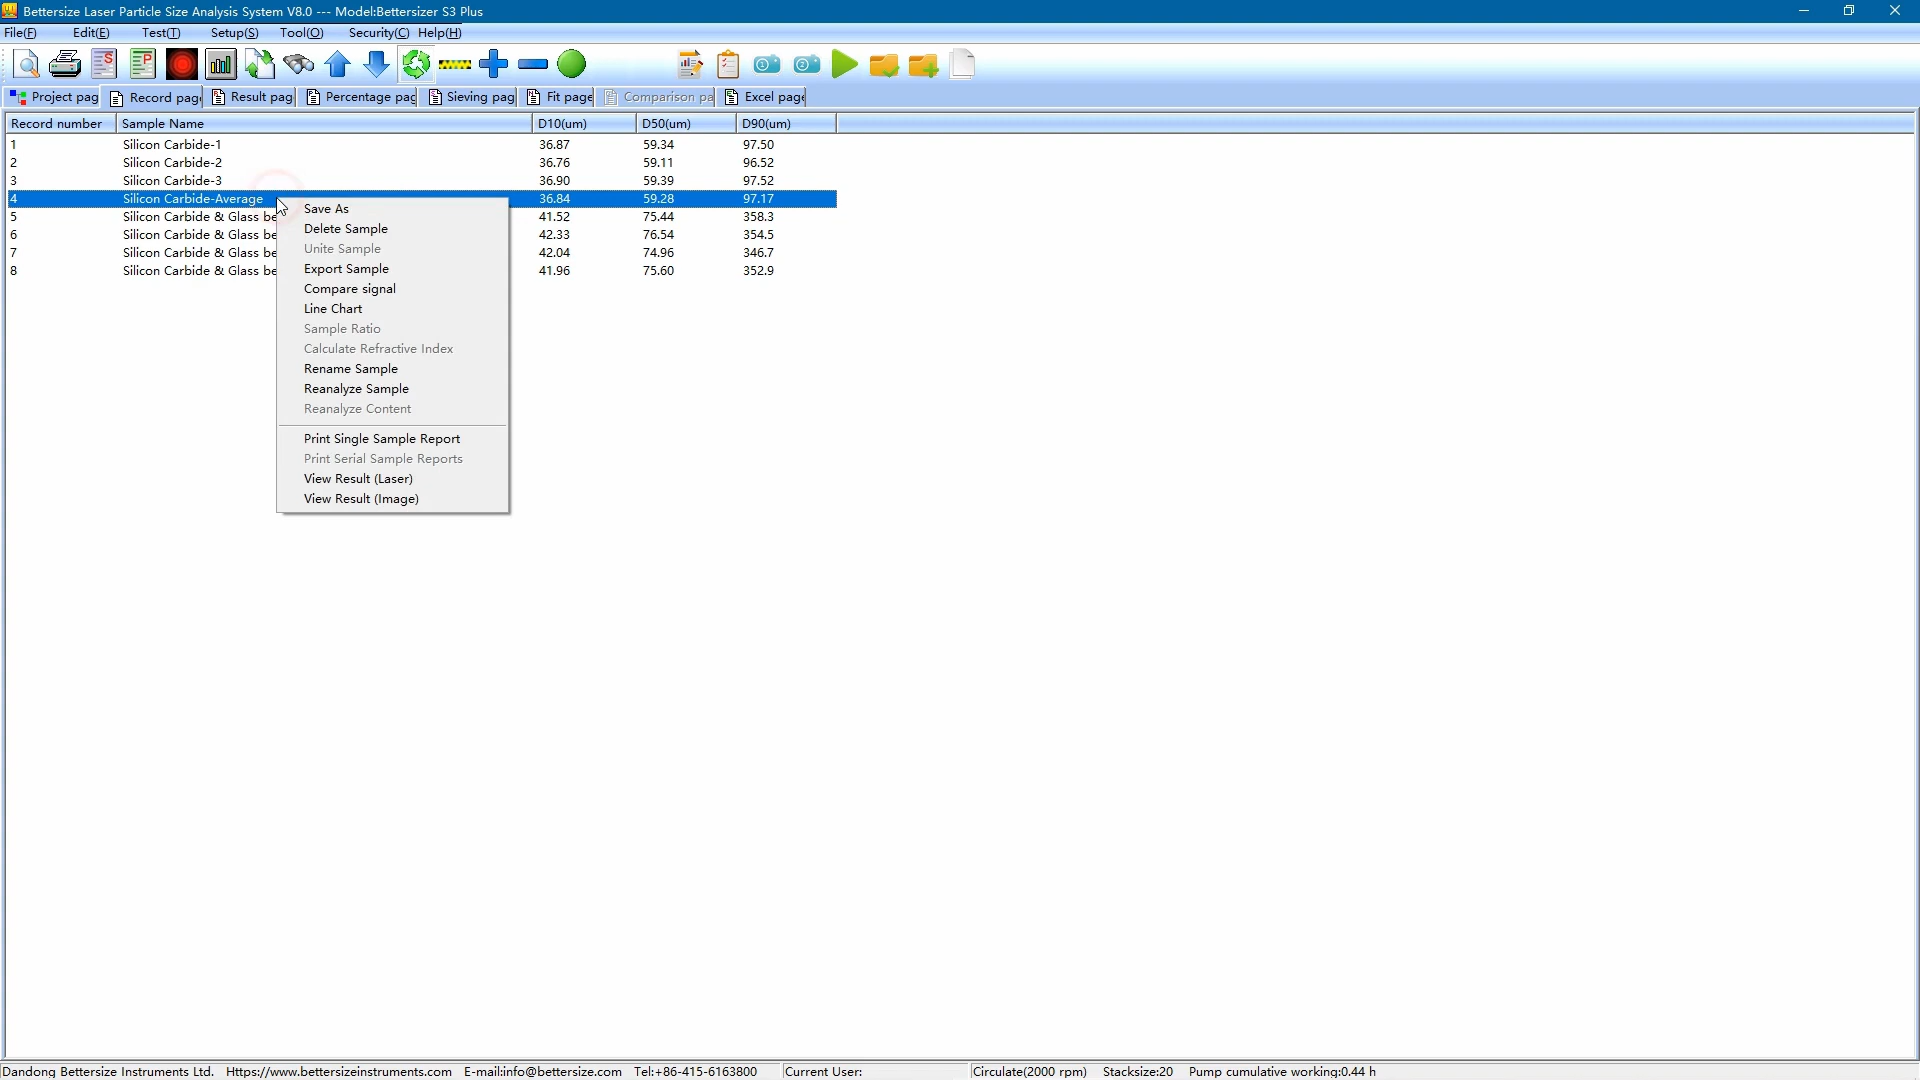 Bettersize Laser Particle Size Analysis System V8.0 --- Model:Bettersizer S3 Plus
File(F) Edit(E) Test(T) Setup(S) Tool(O) Security(C) Help(H)
Project pag Record page Result pag Percentage pag Sieving pag Fit page Comparison pa Excel page
Record number Sample Name D10(um) D50(um) D90(um)
1 Silicon Carbide-1 36.87 59.34 97.50
2 Silicon Carbide-2 36.76 59.11 96.52
3 Silicon Carbide-3 36.90 59.39 97.52
4 Silicon Carbide-Average 36.84 59.28 97.17
5 Silicon Carbide & Glass be 41.52 75.44 358.3
6 Silicon Carbide & Glass be 42.33 76.54 354.5
7 Silicon Carbide & Glass be 42.04 74.96 346.7
8 Silicon Carbide & Glass be 41.96 75.60 352.9
Save As
Delete Sample
Unite Sample
Export Sample
Compare signal
Line Chart
Sample Ratio
Calculate Refractive Index
Rename Sample
Reanalyze Sample
Reanalyze Content
Print Single Sample Report
Print Serial Sample Reports
View Result (Laser)
View Result (Image)
Dandong Bettersize Instruments Ltd. Https://www.bettersizeinstruments.com E-mail:info@bettersize.com Tel:+86-415-6163800 Current User: Circulate(2000 rpm) Stacksize:20 Pump cumulative working:0.44 h